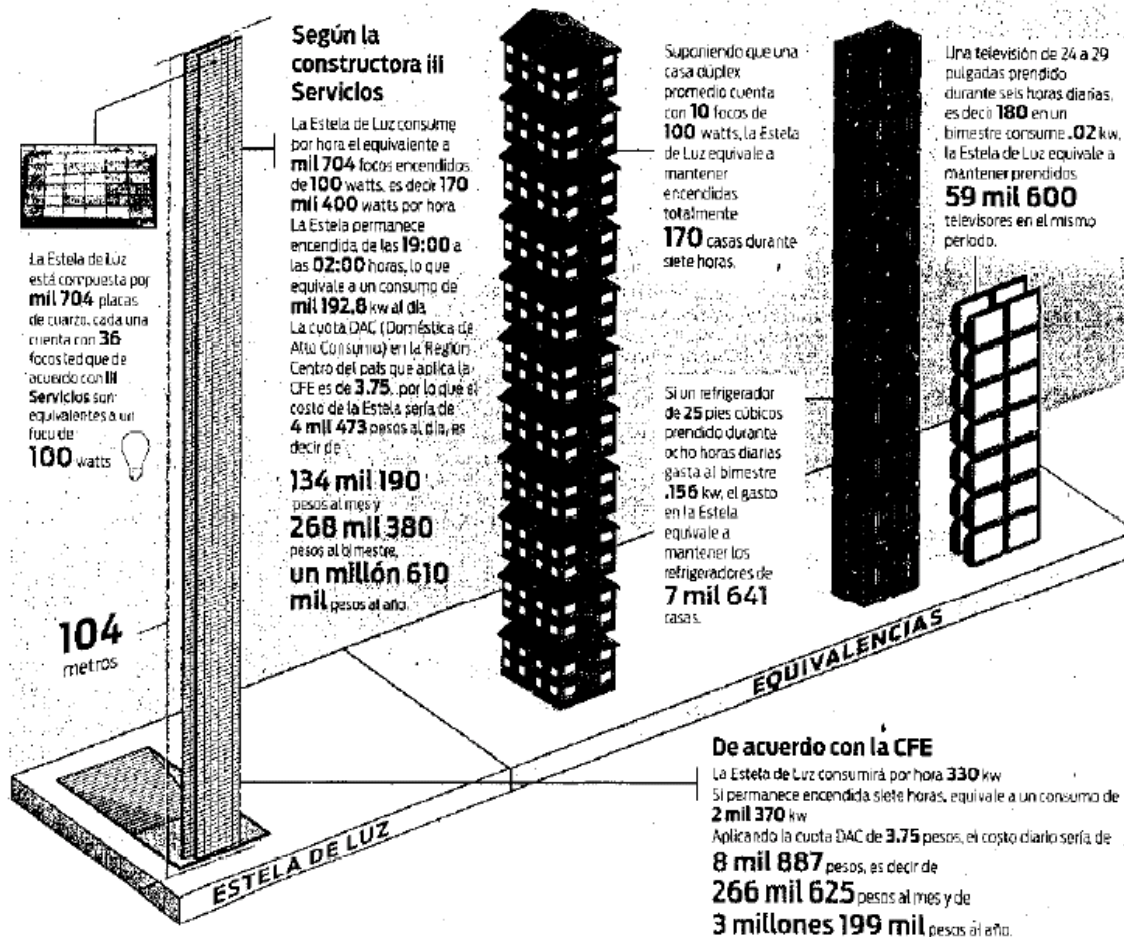 Según la
constructora iii
Servicios
La Estela de Luz consume
por hora el equivalente a
mil 704 focos encendidos
de 100 watts, es decir 170
mil 400 watts por hora
La Estela permanece
encendida de las 19:00 a
las 02:00 horas, lo que
equivale a un consumo de
mil 192.8 kw al día
La cuota DAC (Doméstica de
Alto Consumo) en la Región
Centro del país que aplica la
CFE es de 3.75, por lo que el
costo de la Estela sería de
4 mil 473 pesos al día, es
decir de
134 mil 190
pesos al mes y
268 mil 380
pesos al bimestre,
un millón 610
mil pesos al año.
La Estela de Luz
está compuesta por
mil 704 placas
de cuarzo, cada una
cuenta con 36
focos led que de
acuerdo con iii
Servicios son
equivalentes a un
foco de
100 watts
104
metros
Suponiendo que una
casa dúplex
promedio cuenta
con 10 focos de
100 watts, la Estela
de Luz equivale a
mantener
encendidas
totalmente
170 casas durante
siete horas.
Si un refrigerador
de 25 pies cúbicos
prendido durante
ocho horas diarias
gasta al bimestre
.156 kw, el gasto
en la Estela
equivale a
mantener los
refrigeradores de
7 mil 641
casas.
Una televisión de 24 a 29
pulgadas prendido
durante seis horas diarias,
es decir 180 en un
bimestre consume .02 kw,
la Estela de Luz equivale a
mantener prendidos
59 mil 600
televisores en el mismo
periodo.
ESTELA DE LUZ
EQUIVALENCIAS
De acuerdo con la CFE
La Estela de Luz consumirá por hora 330 kw
Si permanece encendida siete horas, equivale a un consumo de
2 mil 370 kw
Aplicando la cuota DAC de 3.75 pesos, el costo diario sería de
8 mil 887 pesos, es decir de
266 mil 625 pesos al mes y de
3 millones 199 mil pesos al año.